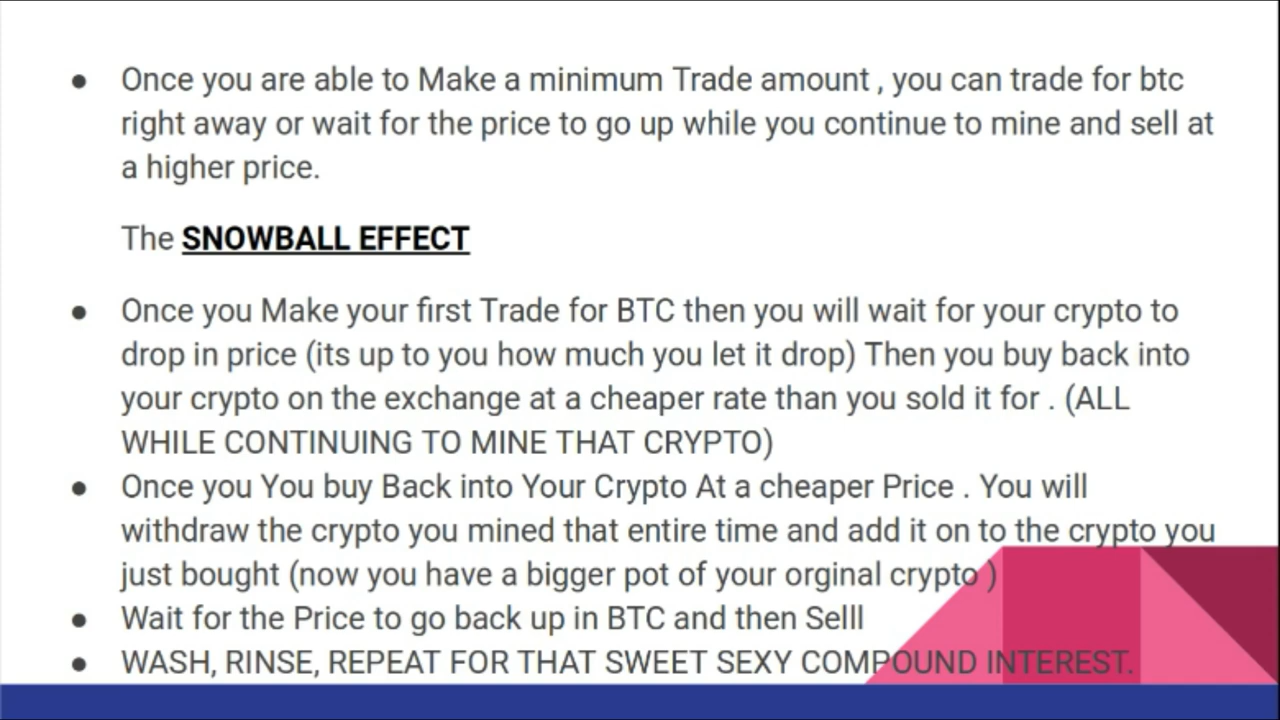 ● Once you are able to Make a minimum Trade amount , you can trade for btc
right away or wait for the price to go up while you continue to mine and sell at
a higher price.
The SNOWBALL EFFECT
● Once you Make your first Trade for BTC then you will wait for your crypto to
drop in price (its up to you how much you let it drop) Then you buy back into
your crypto on the exchange at a cheaper rate than you sold it for . (ALL
WHILE CONTINUING TO MINE THAT CRYPTO)
● Once you You buy Back into Your Crypto At a cheaper Price . You will
withdraw the crypto you mined that entire time and add it on to the crypto you
just bought (now you have a bigger pot of your orginal crypto )
● Wait for the Price to go back up in BTC and then Selll
● WASH, RINSE, REPEAT FOR THAT SWEET SEXY COMPOUND INTEREST.